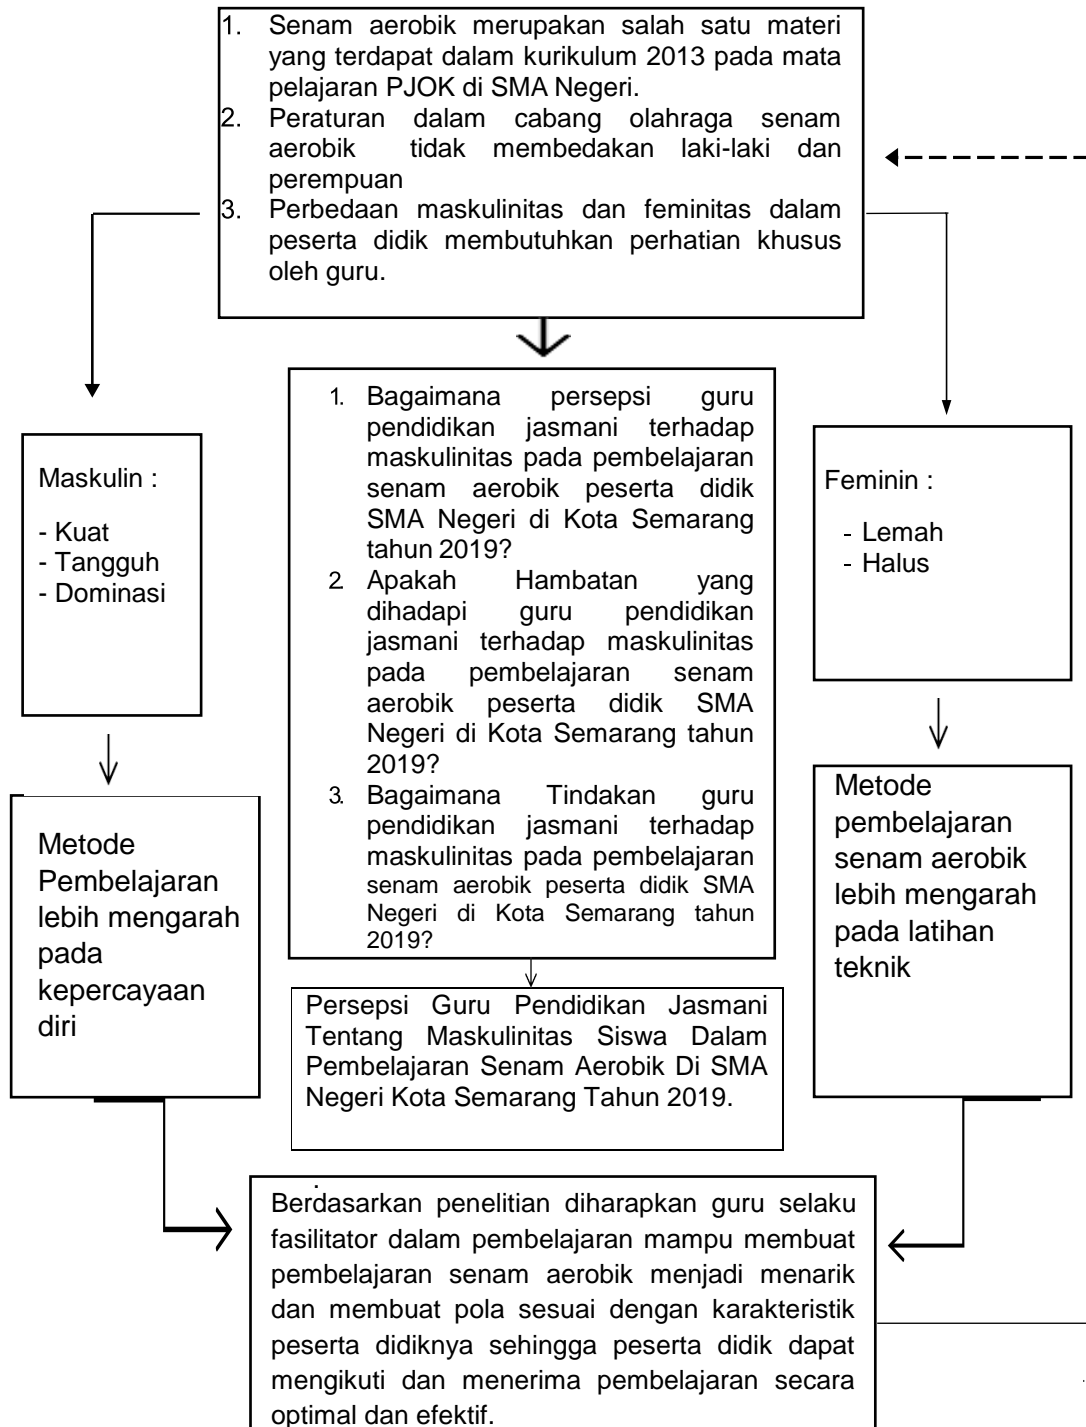 1. Senam aerobik merupakan salah satu materi
yang terdapat dalam kurikulum 2013 pada mata
pelajaran PJOK di SMA Negeri.
2. Peraturan dalam cabang olahraga senam
aerobik tidak membedakan laki-laki dan
perempuan
3. Perbedaan maskulinitas dan feminitas dalam
peserta didik membutuhkan perhatian khusus
oleh guru.
Maskulin :
- Kuat
- Tangguh
- Dominasi
1. Bagaimana persepsi guru
pendidikan jasmani terhadap
maskulinitas pada pembelajaran
senam aerobik peserta didik
SMA Negeri di Kota Semarang
tahun 2019?
2. Apakah Hambatan yang
dihadapi guru pendidikan
jasmani terhadap maskulinitas
pada pembelajaran senam
aerobik peserta didik SMA
Negeri di Kota Semarang tahun
2019?
3. Bagaimana Tindakan guru
pendidikan jasmani terhadap
maskulinitas pada pembelajaran
senam aerobik peserta didik SMA
Negeri di Kota Semarang tahun
2019?
Feminin :
- Lemah
- Halus
Metode
Pembelajaran
lebih mengarah
pada
kepercayaan
diri
Metode
pembelajaran
senam aerobik
lebih mengarah
pada latihan
teknik
Persepsi Guru Pendidikan Jasmani
Tentang Maskulinitas Siswa Dalam
Pembelajaran Senam Aerobik Di SMA
Negeri Kota Semarang Tahun 2019.
Berdasarkan penelitian diharapkan guru selaku
fasilitator dalam pembelajaran mampu membuat
pembelajaran senam aerobik menjadi menarik
dan membuat pola sesuai dengan karakteristik
peserta didiknya sehingga peserta didik dapat
mengikuti dan menerima pembelajaran secara
optimal dan efektif.